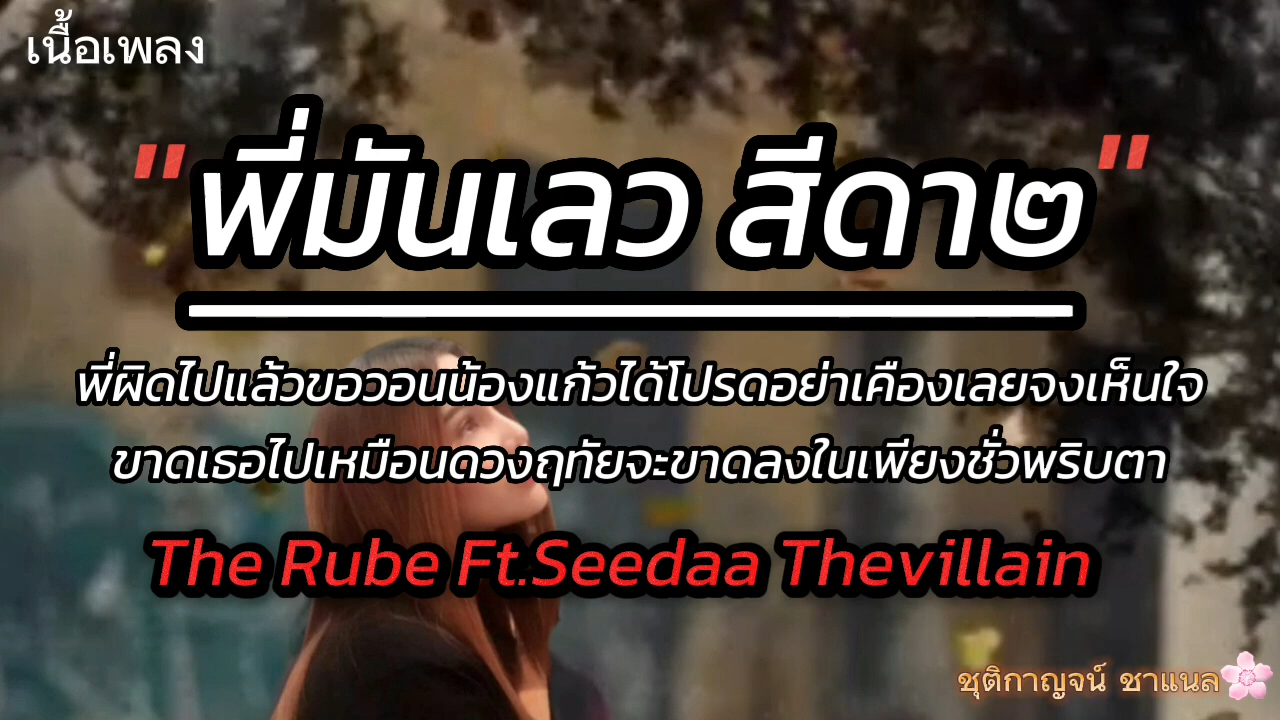 เนื้อเพลง
"พี่มันเลว สีดา๒"
พี่ผิดไปแล้วขอวอนน้องแก้วได้โปรดอย่าเคืองเลยจงเห็นใจ
ขาดเธอไปเหมือนดวงฤทัยจะขาดลงในเพียงชั่วพริบตา
The Rube Ft.Seedaa Thevillain
ชุติกาญจน์ ชาแนล